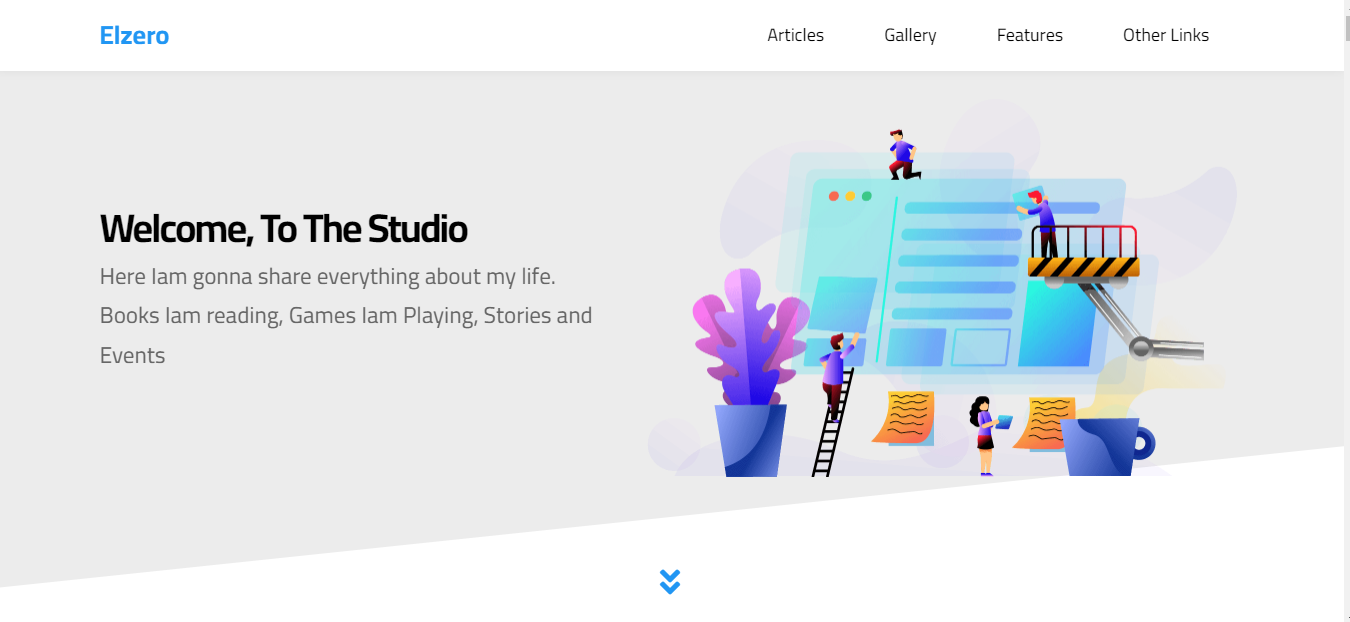 Elzero
Articles
Gallery
Features
Other Links
Welcome, To The Studio
Here Iam gonna share everything about my life.
Books Iam reading, Games Iam Playing, Stories and
Events